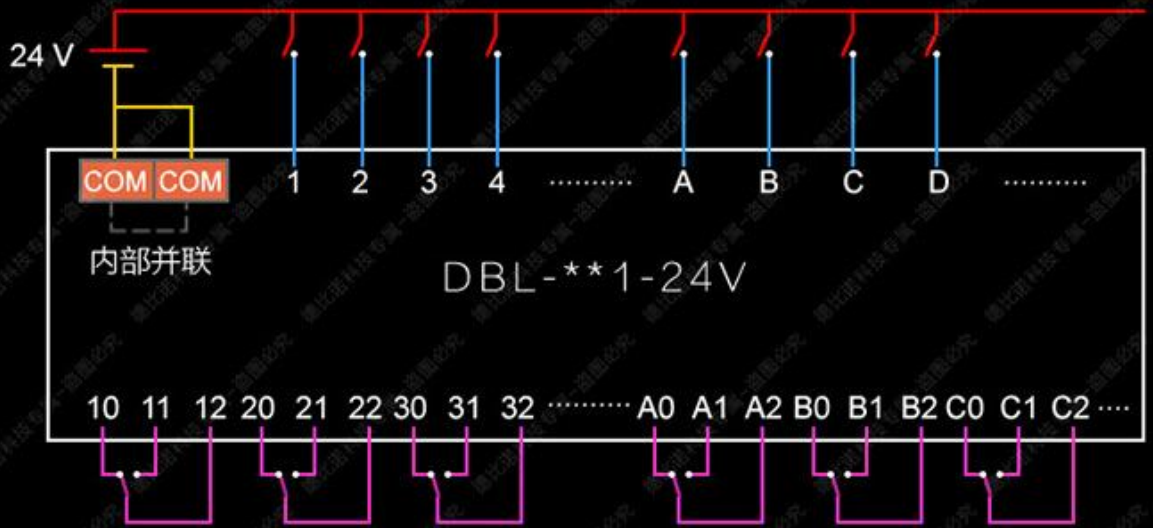 24 V
COM COM 1 2 3 4 ·········· A B C D ··········
内部并联
DBL-**1-24V
10 11 12 20 21 22 30 31 32 ·········· A0 A1 A2 B0 B1 B2 C0 C1 C2 ····